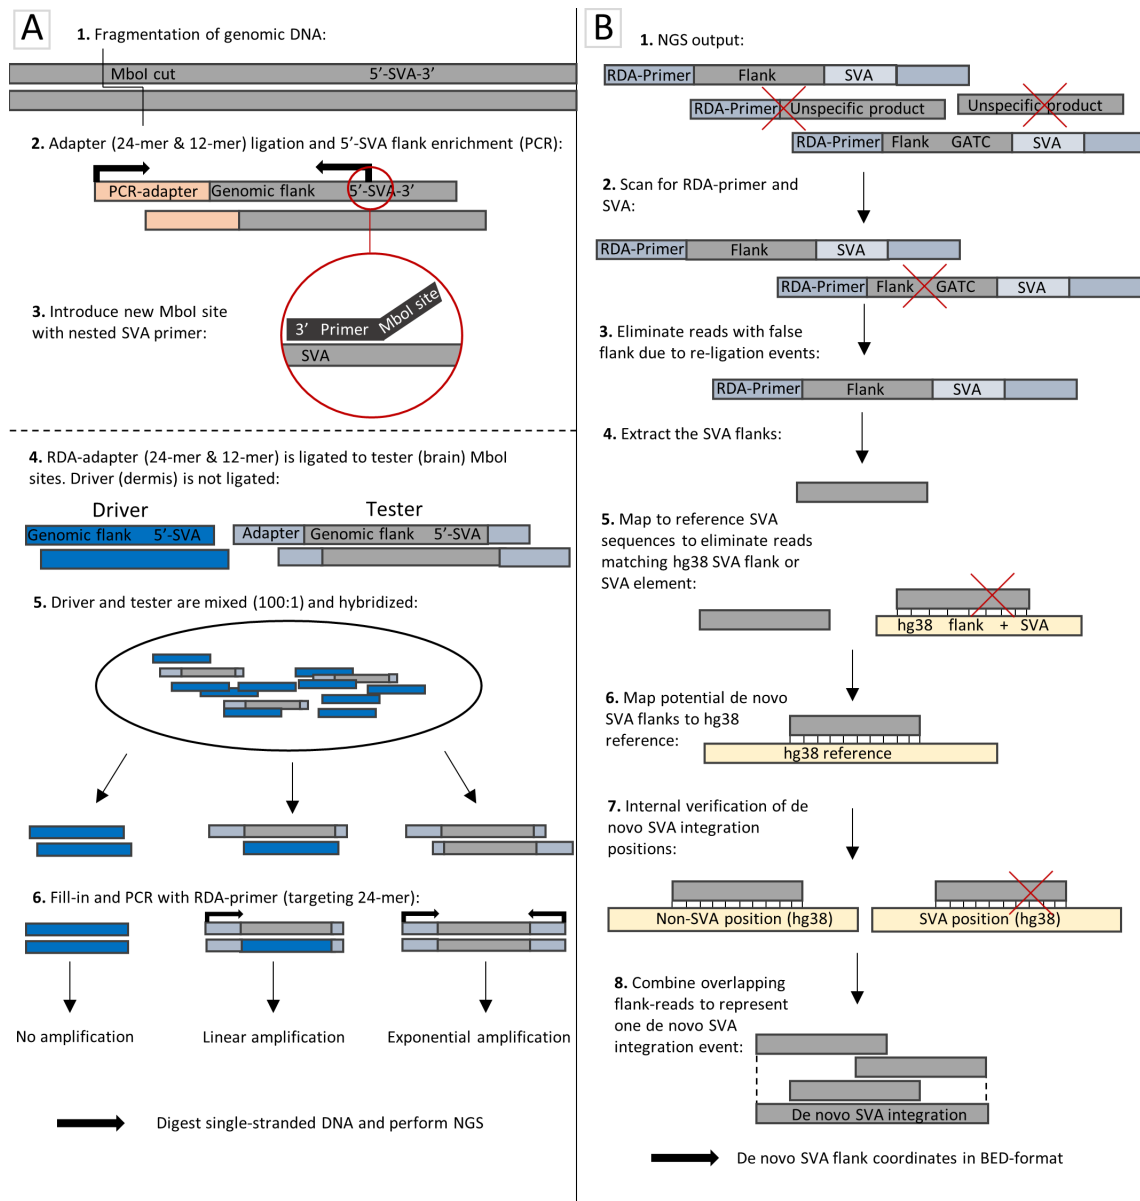 A
1. Fragmentation of genomic DNA:
MboI cut
5’-SVA-3’
2. Adapter (24-mer & 12-mer) ligation and 5’-SVA flank enrichment (PCR):
PCR-adapter
Genomic flank
5’-SVA-3’
3. Introduce new MboI site
with nested SVA primer:
3’ Primer
MboI site
SVA
4. RDA-adapter (24-mer & 12-mer) is ligated to tester (brain) MboI
sites. Driver (dermis) is not ligated:
Driver
Tester
Genomic flank 5’-SVA
Adapter
Genomic flank 5’-SVA
5. Driver and tester are mixed (100:1) and hybridized:
6. Fill-in and PCR with RDA-primer (targeting 24-mer):
No amplification
Linear amplification
Exponential amplification
Digest single-stranded DNA and perform NGS
B
1. NGS output:
RDA-Primer
Flank
SVA
RDA-Primer
Unspecific product
Unspecific product
RDA-Primer
Flank GATC
SVA
2. Scan for RDA-primer and
SVA:
RDA-Primer
Flank
SVA
RDA-Primer
Flank GATC
SVA
3. Eliminate reads with false
flank due to re-ligation events:
RDA-Primer
Flank
SVA
4. Extract the SVA flanks:
5. Map to reference SVA
sequences to eliminate reads
matching hg38 SVA flank or
SVA element:
hg38 flank + SVA
6. Map potential de novo
SVA flanks to hg38
reference:
hg38 reference
7. Internal verification of de
novo SVA integration
positions:
Non-SVA position (hg38)
SVA position (hg38)
8. Combine overlapping
flank-reads to represent
one de novo SVA
integration event:
De novo SVA integration
De novo SVA flank coordinates in BED-format